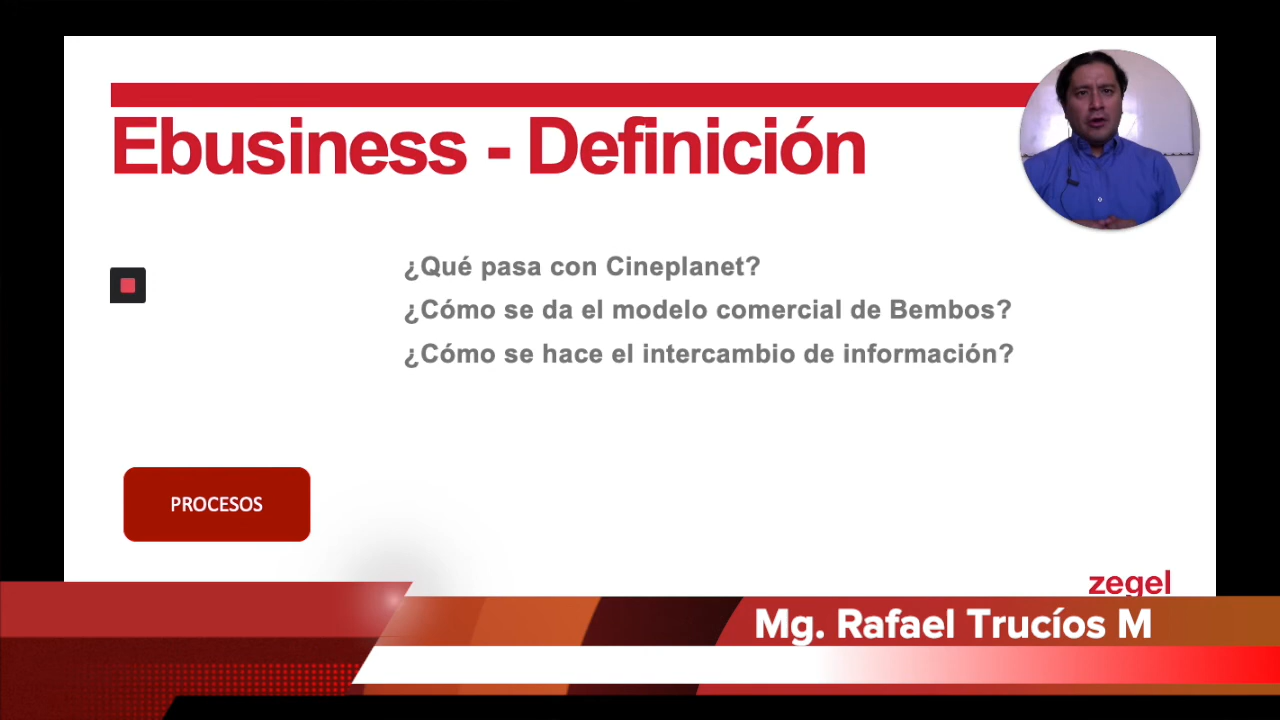 Ebusiness - Definición
¿Qué pasa con Cineplanet?
¿Cómo se da el modelo comercial de Bembos?
¿Cómo se hace el intercambio de información?
PROCESOS
zegel
Mg. Rafael Trucíos M